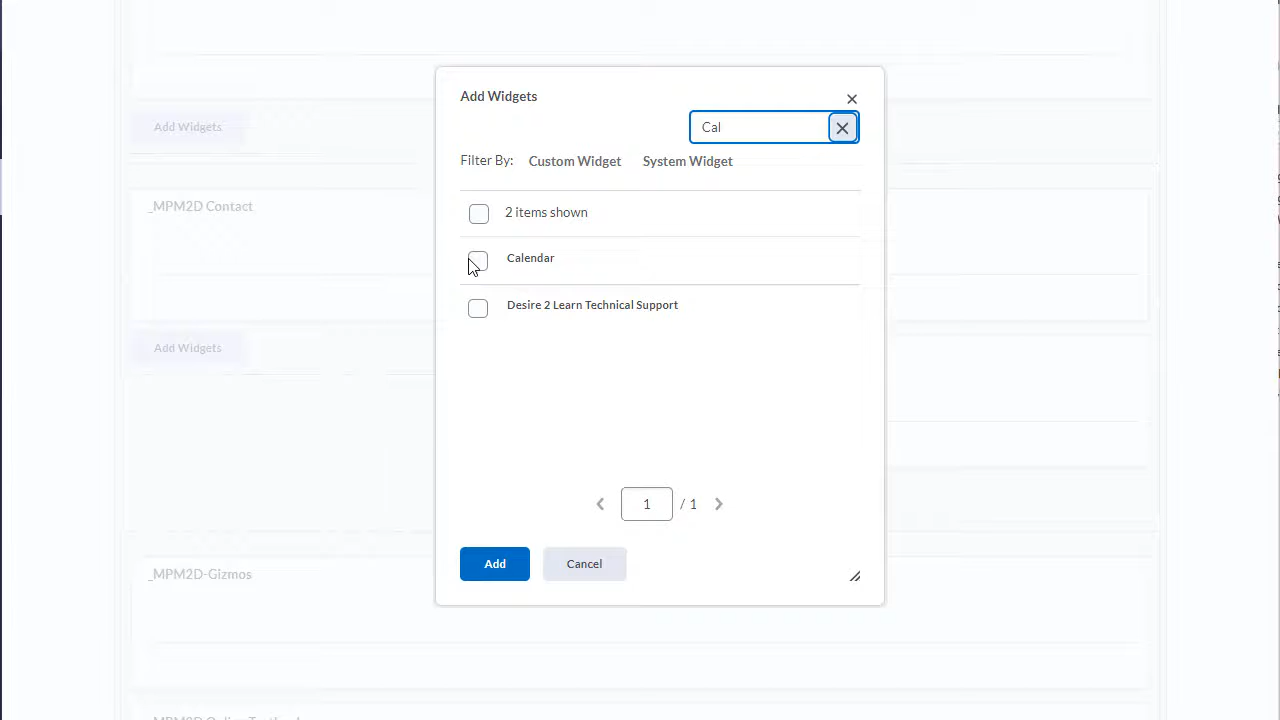 Add Widgets
Cal
Add Widgets
Filter By: Custom Widget System Widget
_MPM2D Contact
2 items shown
Calendar
Desire 2 Learn Technical Support
Add Widgets
1 / 1
Add Cancel
_MPM2D-Gizmos